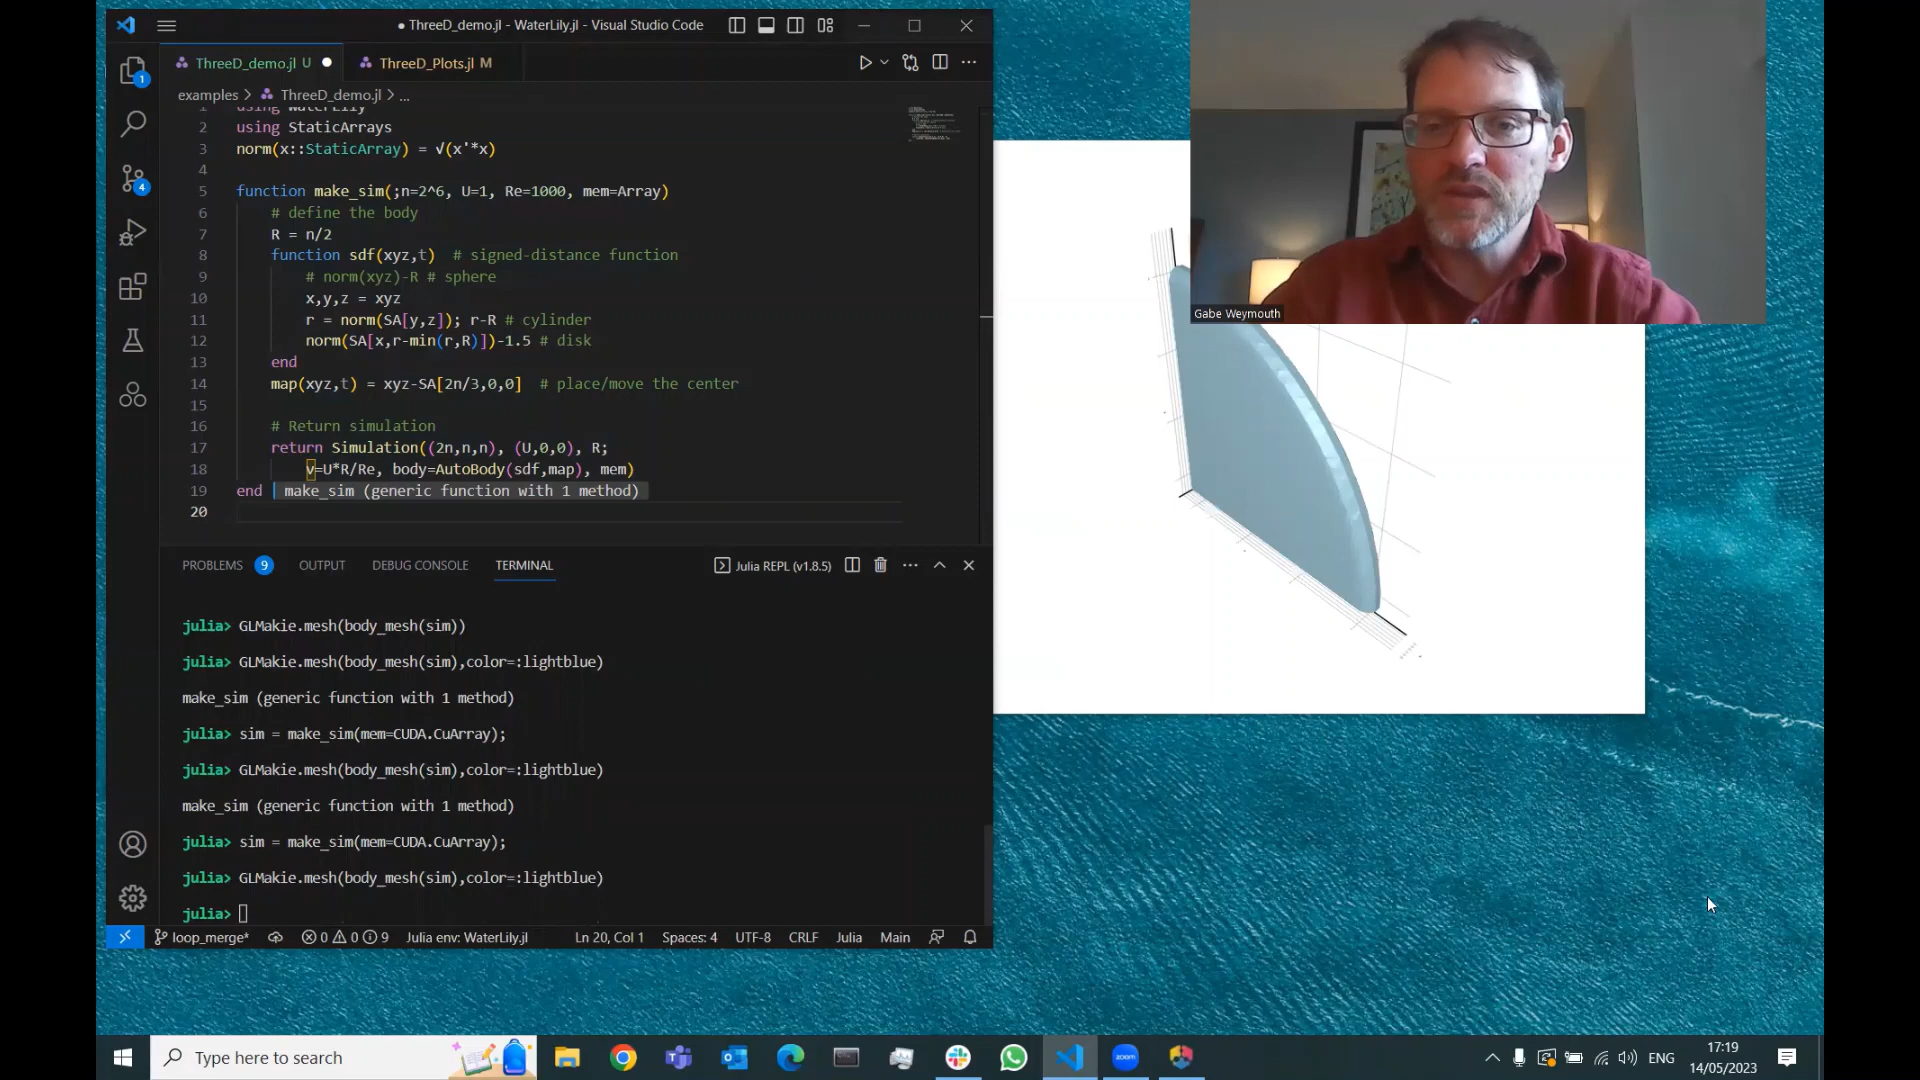 ● ThreeD_demo.jl - WaterLily.jl - Visual Studio Code
ThreeD_demo.jl U ●
ThreeD_Plots.jl M
examples > ThreeD_demo.jl > ...
1 using WaterLily
2 using StaticArrays
3 norm(x::StaticArray) = √(x'*x)
4
5 function make_sim(;n=2^6, U=1, Re=1000, mem=Array)
6 # define the body
7 R = n/2
8 function sdf(xyz,t) # signed-distance function
9 # norm(xyz)-R # sphere
10 x,y,z = xyz
11 r = norm(SA[y,z]); r-R # cylinder
12 norm(SA[x,r-min(r,R)])-1.5 # disk
13 end
14 map(xyz,t) = xyz-SA[2n/3,0,0] # place/move the center
15
16 # Return simulation
17 return Simulation((2n,n,n), (U,0,0), R;
18 ν=U*R/Re, body=AutoBody(sdf,map), mem)
19 end make_sim (generic function with 1 method)
20
PROBLEMS 9 OUTPUT DEBUG CONSOLE TERMINAL Julia REPL (v1.8.5)
julia> GLMakie.mesh(body_mesh(sim))
julia> GLMakie.mesh(body_mesh(sim),color=:lightblue)
make_sim (generic function with 1 method)
julia> sim = make_sim(mem=CUDA.CuArray);
julia> GLMakie.mesh(body_mesh(sim),color=:lightblue)
make_sim (generic function with 1 method)
julia> sim = make_sim(mem=CUDA.CuArray);
julia> GLMakie.mesh(body_mesh(sim),color=:lightblue)
julia>
loop_merge* 0 0 9 Julia env: WaterLily.jl Ln 20, Col 1 Spaces: 4 UTF-8 CRLF Julia Main
1
4
Gabe Weymouth
Type here to search
zoom
ENG
17:19
14/05/2023